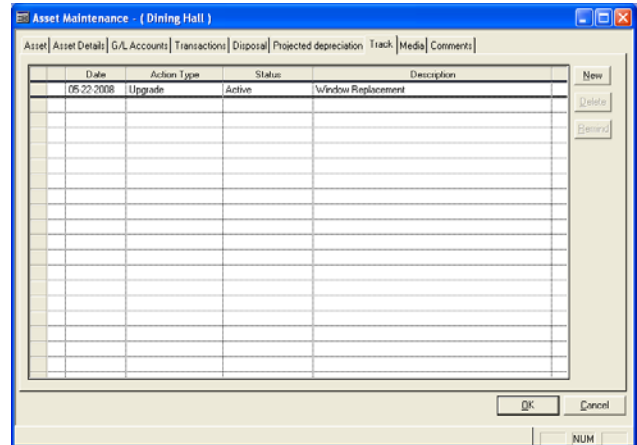 Asset Maintenance - ( Dining Hall )
Asset Asset Details G/L Accounts Transactions Disposal Projected depreciation Track Media Comments
Date Action Type Status Description New
05-22-2008 Upgrade Active Window Replacement
Delete
Remind
OK Cancel
NUM